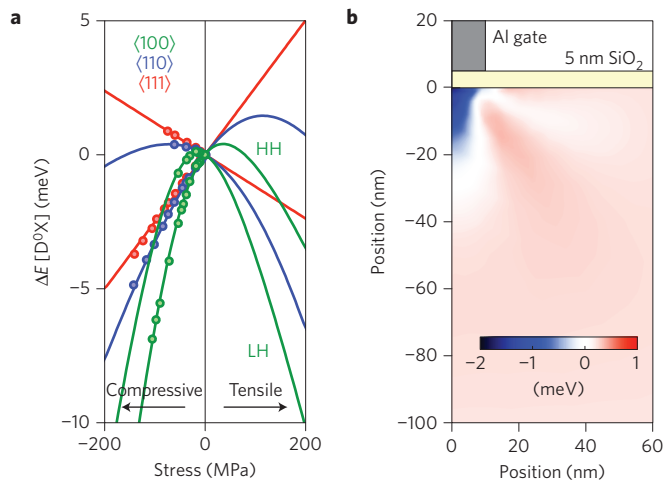 a
⟨100⟩
⟨110⟩
⟨111⟩
HH
LH
Compressive
Tensile
5
0
−5
−10
ΔE [D⁰X] (meV)
−200
−100
0
100
200
Stress (MPa)
b
Al gate
5 nm SiO₂
20
0
−20
−40
−60
−80
−100
Position (nm)
−2
−1
0
1
(meV)
0
20
40
60
Position (nm)